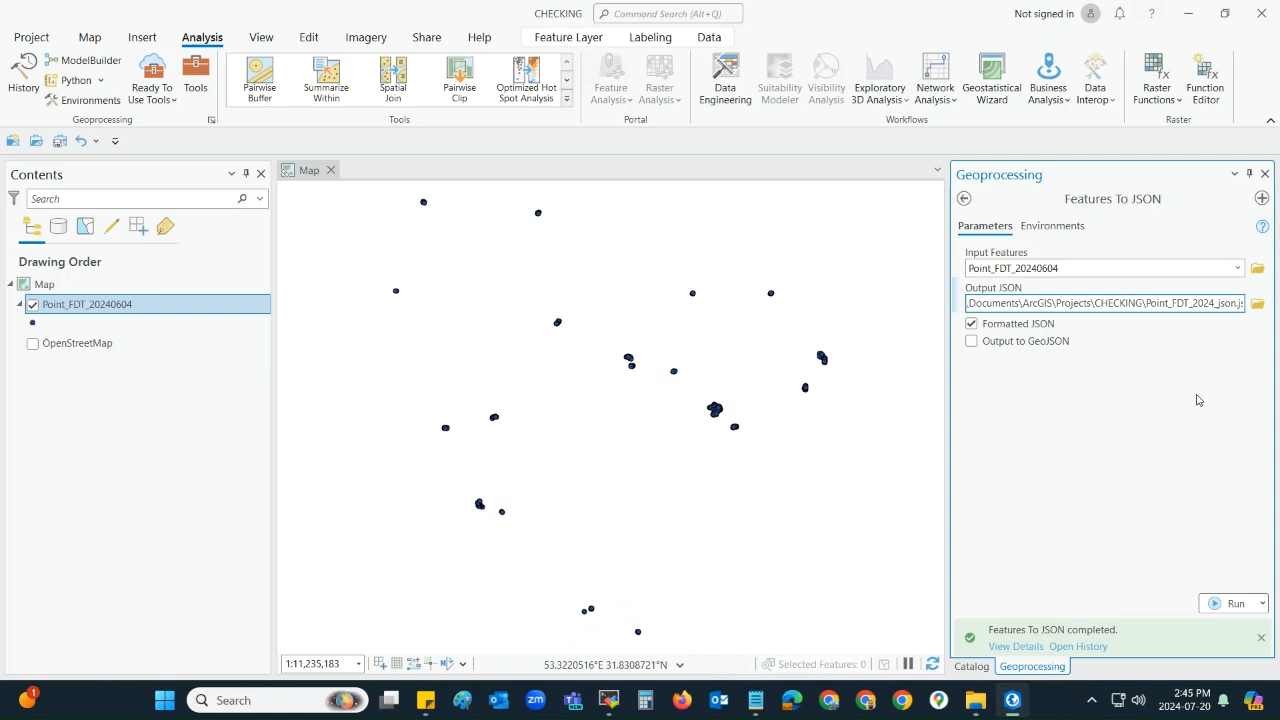 CHECKING
Command Search (Alt+Q)
Not signed in
?
Project Map Insert Analysis View Edit Imagery Share Help Feature Layer Labeling Data
History
ModelBuilder
Python
Environments
Ready To Use Tools
Tools
Pairwise Buffer
Summarize Within
Spatial Join
Pairwise Clip
Optimized Hot Spot Analysis
Feature Analysis
Raster Analysis
Data Engineering
Suitability Modeler
Visibility Analysis
Exploratory 3D Analysis
Network Analysis
Geostatistical Wizard
Business Analysis
Data Interop
Raster Functions
Function Editor
Geoprocessing Tools Portal Workflows Raster
Contents
Search
Drawing Order
Map
Point_FDT_20240604
OpenStreetMap
Map
1:11,235,183
53.3220516°E 31.8308721°N
Selected Features: 0
Geoprocessing
Features To JSON
Parameters Environments
Input Features
Point_FDT_20240604
Output JSON
Documents\ArcGIS\Projects\CHECKING\Point_FDT_2024_json.js
Formatted JSON
Output to GeoJSON
Run
Features To JSON completed.
View Details Open History
Catalog Geoprocessing
1
Search
zm
2:45 PM
2024-07-20